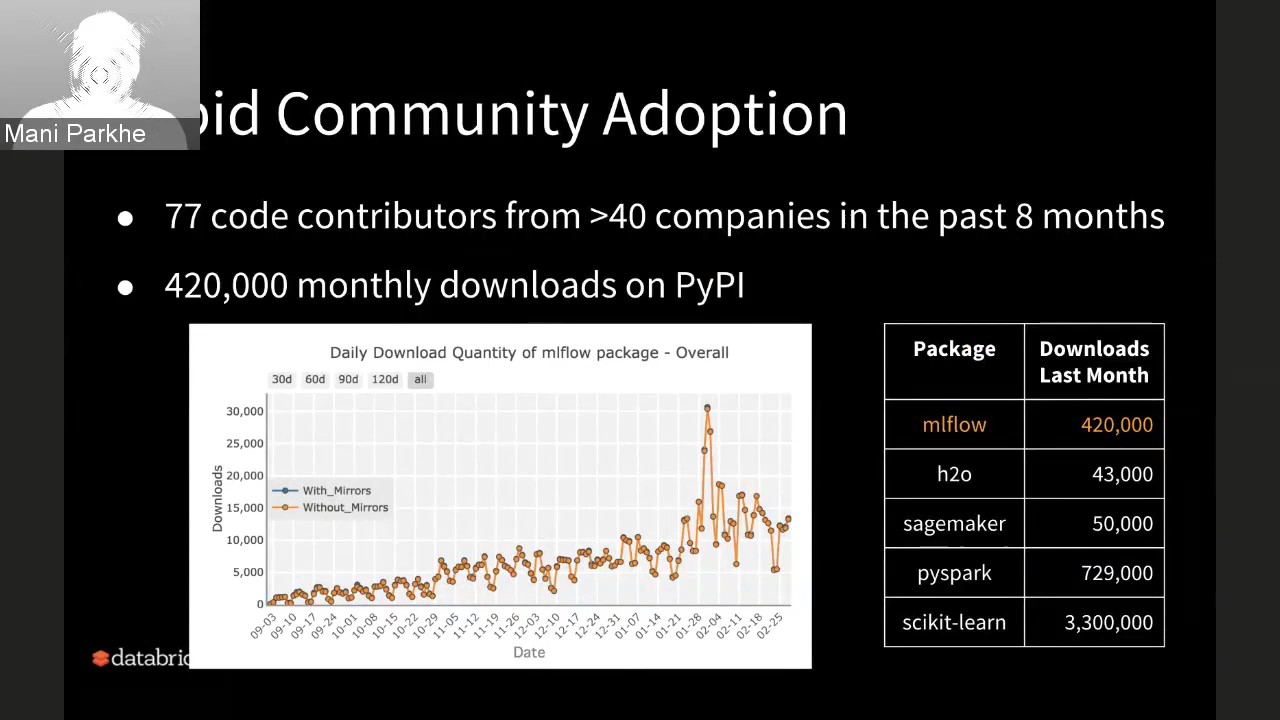 Mani Parkhe
pid Community Adoption
● 77 code contributors from >40 companies in the past 8 months
● 420,000 monthly downloads on PyPI
Daily Download Quantity of mlflow package - Overall
30d 60d 90d 120d all
30,000
25,000
20,000
15,000
10,000
5,000
0
Downloads
With_Mirrors
Without_Mirrors
09-03 09-10 09-17 09-24 10-01 10-08 10-15 10-22 10-29 11-05 11-12 11-19 11-26 12-03 12-10 12-17 12-24 12-31 01-07 01-14 01-21 01-28 02-04 02-11 02-18 02-25
Date
Package Downloads Last Month
mlflow 420,000
h2o 43,000
sagemaker 50,000
pyspark 729,000
scikit-learn 3,300,000
databric